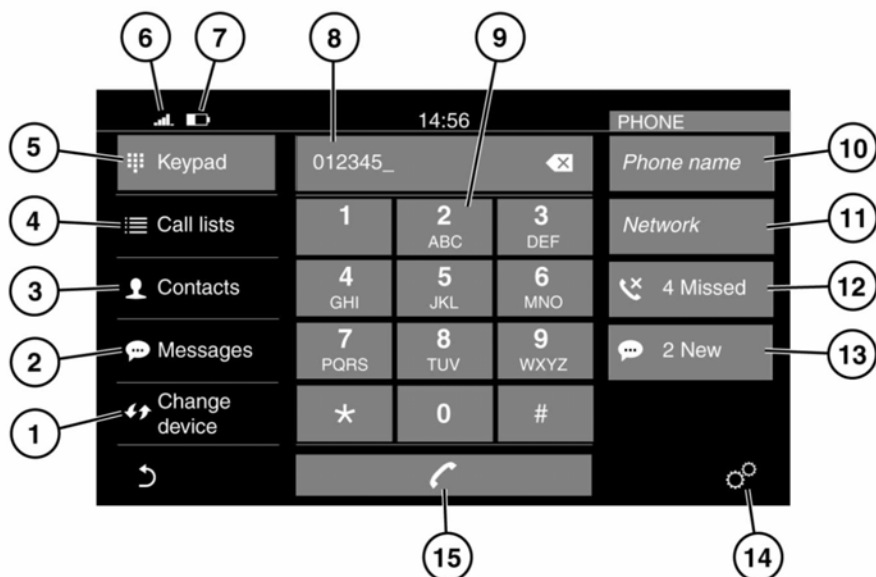 6 7 8 9
14:56 PHONE
5 Keypad 012345_ Phone name 10
4 Call lists 1 2 ABC 3 DEF Network 11
3 Contacts 4 GHI 5 JKL 6 MNO 4 Missed 12
2 Messages 7 PQRS 8 TUV 9 WXYZ 2 New 13
1 Change device * 0 #
15 14